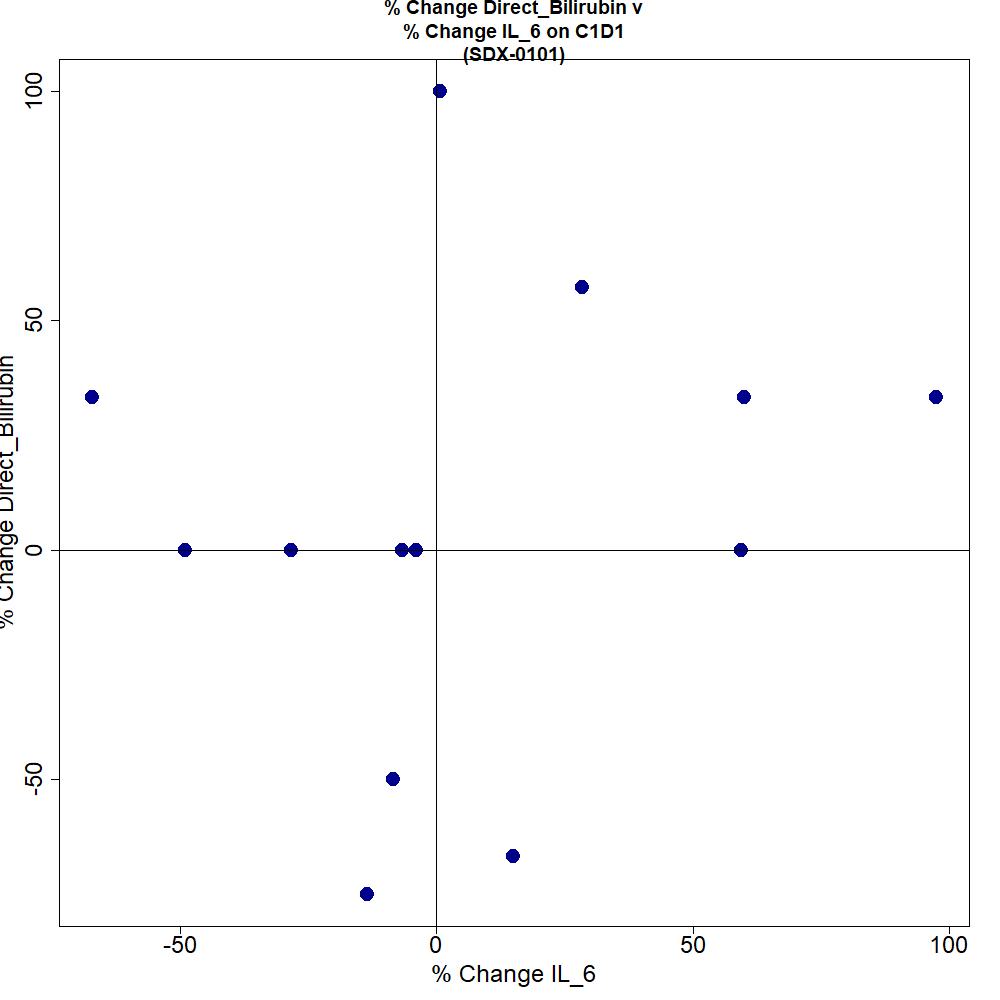 % Change Direct_Bilirubin v
% Change IL_6 on C1D1
(SDX-0101)
100
50
0
-50
% Change Direct_Bilirubin
-50
0
50
100
% Change IL_6